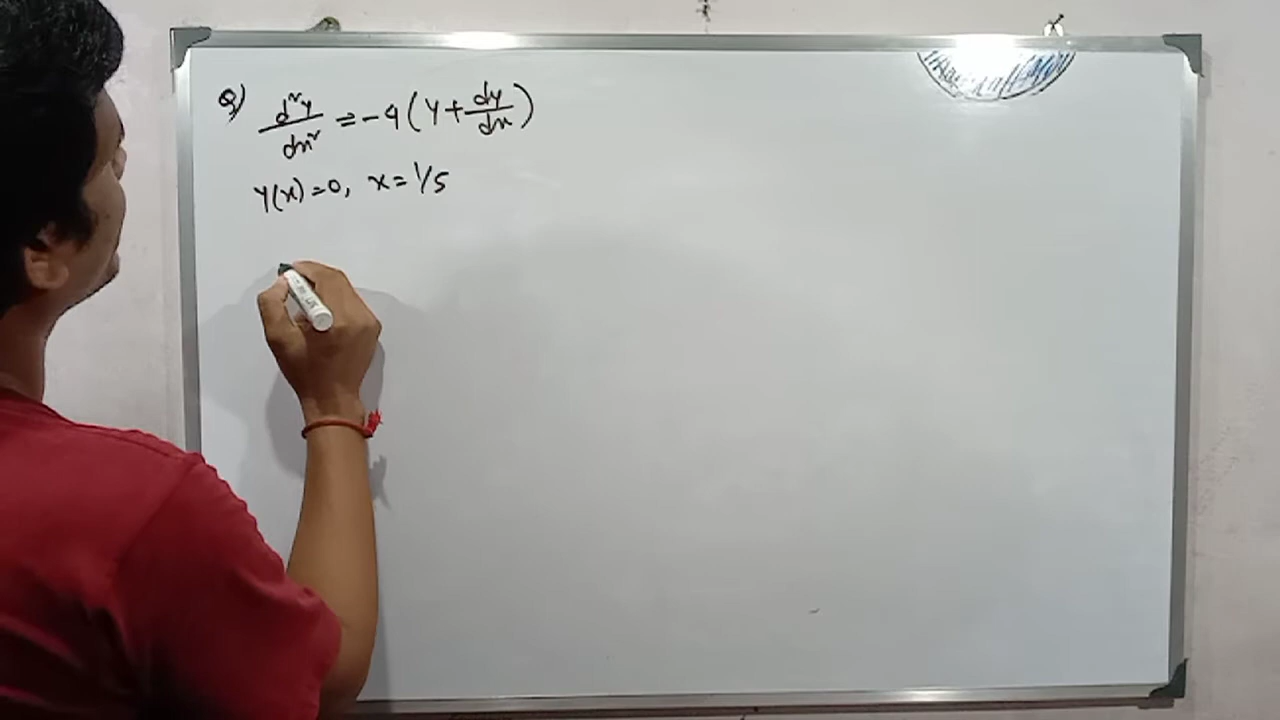 Q) d²y/dx² = -4(y + dy/dx)
y(x) = 0, x = 1/5